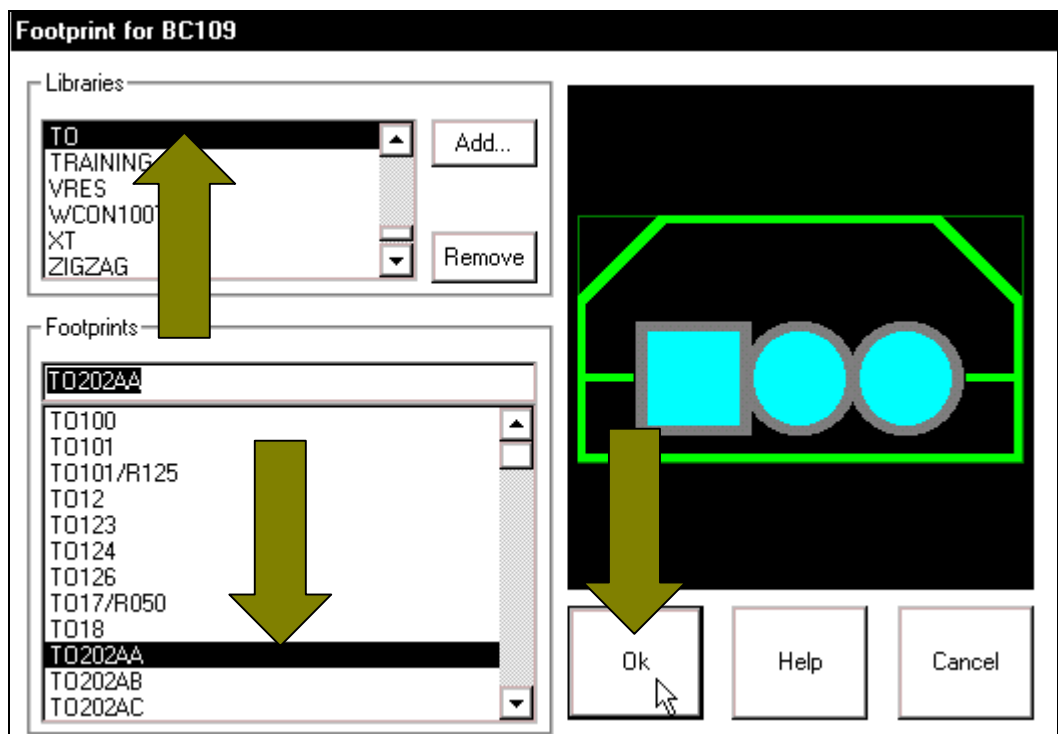 Footprint for BC109
Libraries
TO
TRAINING
VRES
WCON100
XT
ZIGZAG
Add...
Remove
Footprints
TO202AA
TO100
TO101
TO101/R125
TO12
TO123
TO124
TO126
TO17/R050
TO18
TO202AA
TO202AB
TO202AC
Ok
Help
Cancel